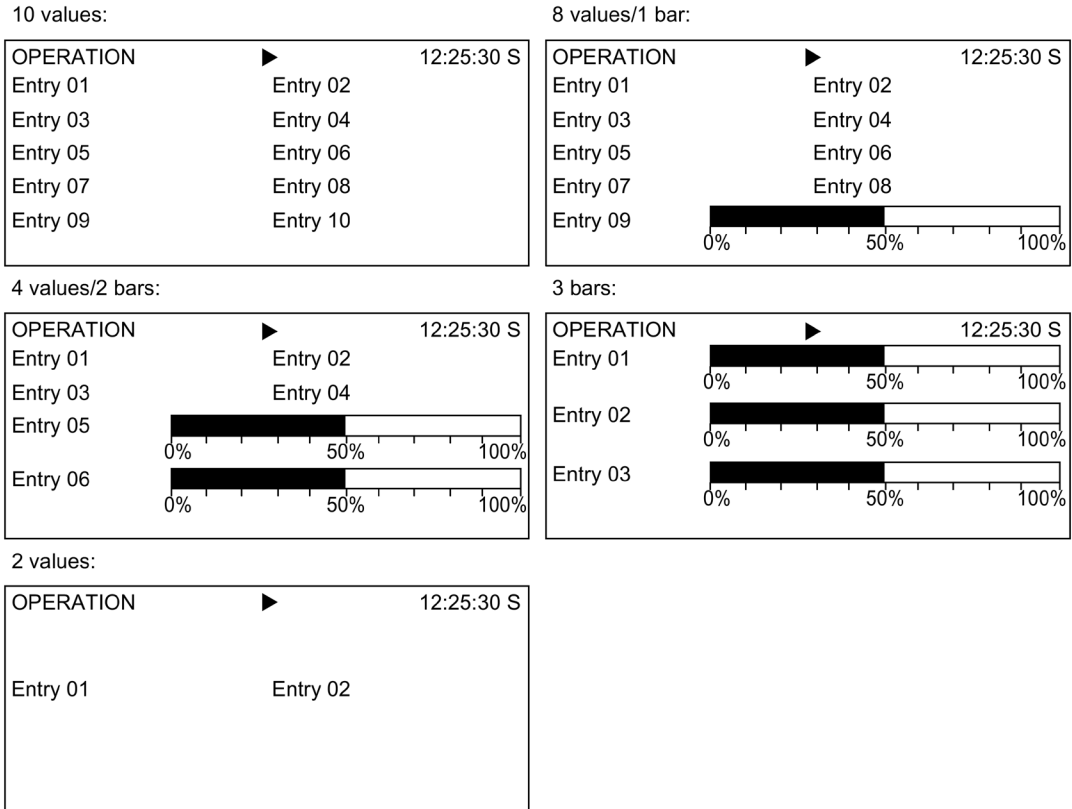 10 values:
OPERATION ▶ 12:25:30 S
Entry 01 Entry 02
Entry 03 Entry 04
Entry 05 Entry 06
Entry 07 Entry 08
Entry 09 Entry 10
8 values/1 bar:
OPERATION ▶ 12:25:30 S
Entry 01 Entry 02
Entry 03 Entry 04
Entry 05 Entry 06
Entry 07 Entry 08
Entry 09
0% 50% 100%
4 values/2 bars:
OPERATION ▶ 12:25:30 S
Entry 01 Entry 02
Entry 03 Entry 04
Entry 05
0% 50% 100%
Entry 06
0% 50% 100%
3 bars:
OPERATION ▶ 12:25:30 S
Entry 01
0% 50% 100%
Entry 02
0% 50% 100%
Entry 03
0% 50% 100%
2 values:
OPERATION ▶ 12:25:30 S
Entry 01 Entry 02